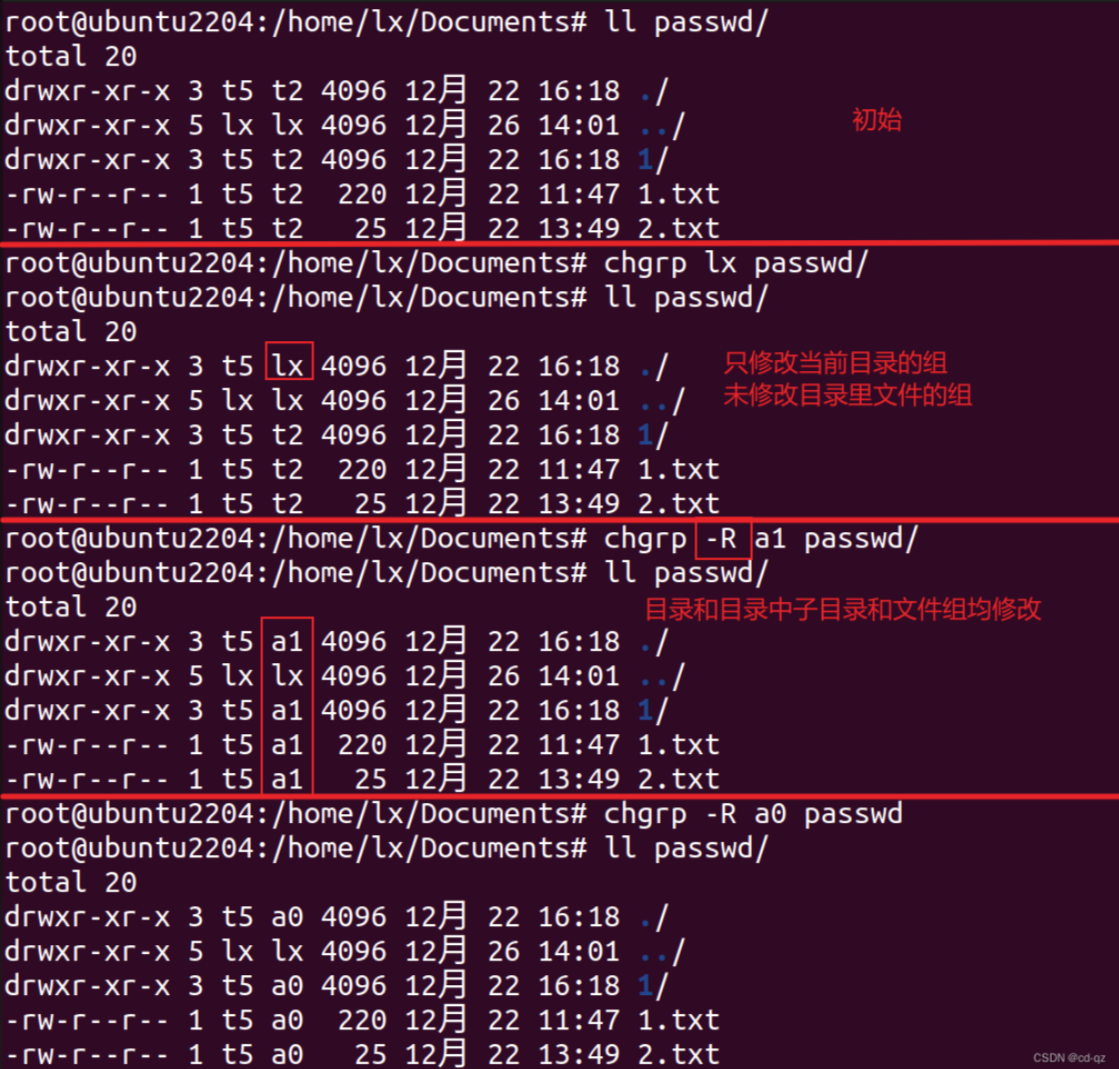 root@ubuntu2204:/home/lx/Documents# ll passwd/
total 20
drwxr-xr-x 3 t5 t2 4096 12月 22 16:18 ./
drwxr-xr-x 5 lx lx 4096 12月 26 14:01 ../
初始
drwxr-xr-x 3 t5 t2 4096 12月 22 16:18 1/
-rw-r--r-- 1 t5 t2  220 12月 22 11:47 1.txt
-rw-r--r-- 1 t5 t2   25 12月 22 13:49 2.txt
root@ubuntu2204:/home/lx/Documents# chgrp lx passwd/
root@ubuntu2204:/home/lx/Documents# ll passwd/
total 20
drwxr-xr-x 3 t5 lx 4096 12月 22 16:18 ./
只修改当前目录的组
drwxr-xr-x 5 lx lx 4096 12月 26 14:01 ../
未修改目录里文件的组
drwxr-xr-x 3 t5 t2 4096 12月 22 16:18 1/
-rw-r--r-- 1 t5 t2  220 12月 22 11:47 1.txt
-rw-r--r-- 1 t5 t2   25 12月 22 13:49 2.txt
root@ubuntu2204:/home/lx/Documents# chgrp -R a1 passwd/
root@ubuntu2204:/home/lx/Documents# ll passwd/
total 20
目录和目录中子目录和文件组均修改
drwxr-xr-x 3 t5 a1 4096 12月 22 16:18 ./
drwxr-xr-x 5 lx lx 4096 12月 26 14:01 ../
drwxr-xr-x 3 t5 a1 4096 12月 22 16:18 1/
-rw-r--r-- 1 t5 a1  220 12月 22 11:47 1.txt
-rw-r--r-- 1 t5 a1   25 12月 22 13:49 2.txt
root@ubuntu2204:/home/lx/Documents# chgrp -R a0 passwd
root@ubuntu2204:/home/lx/Documents# ll passwd/
total 20
drwxr-xr-x 3 t5 a0 4096 12月 22 16:18 ./
drwxr-xr-x 5 lx lx 4096 12月 26 14:01 ../
drwxr-xr-x 3 t5 a0 4096 12月 22 16:18 1/
-rw-r--r-- 1 t5 a0  220 12月 22 11:47 1.txt
-rw-r--r-- 1 t5 a0   25 12月 22 13:49 2.txt
CSDN @cd-qz